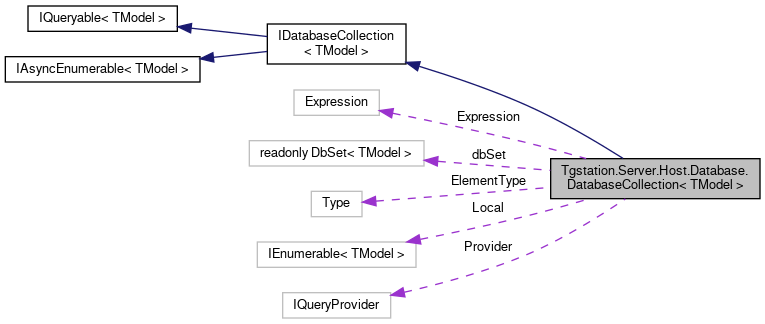 IQueryable< TModel >
IDatabaseCollection
< TModel >
IAsyncEnumerable< TModel >
Expression
Expression
readonly DbSet< TModel >
dbSet
Tgstation.Server.Host.Database.
DatabaseCollection< TModel >
ElementType
Type
Local
IEnumerable< TModel >
Provider
IQueryProvider